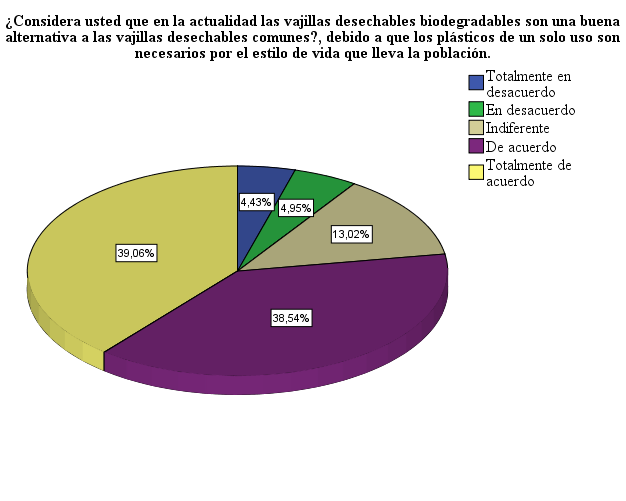 ¿Considera usted que en la actualidad las vajillas desechables biodegradables son una buena
alternativa a las vajillas desechables comunes?, debido a que los plásticos de un solo uso son
necesarios por el estilo de vida que lleva la población.
Totalmente en
desacuerdo
En desacuerdo
Indiferente
De acuerdo
Totalmente de
acuerdo
4,43%
4,95%
13,02%
39,06%
38,54%